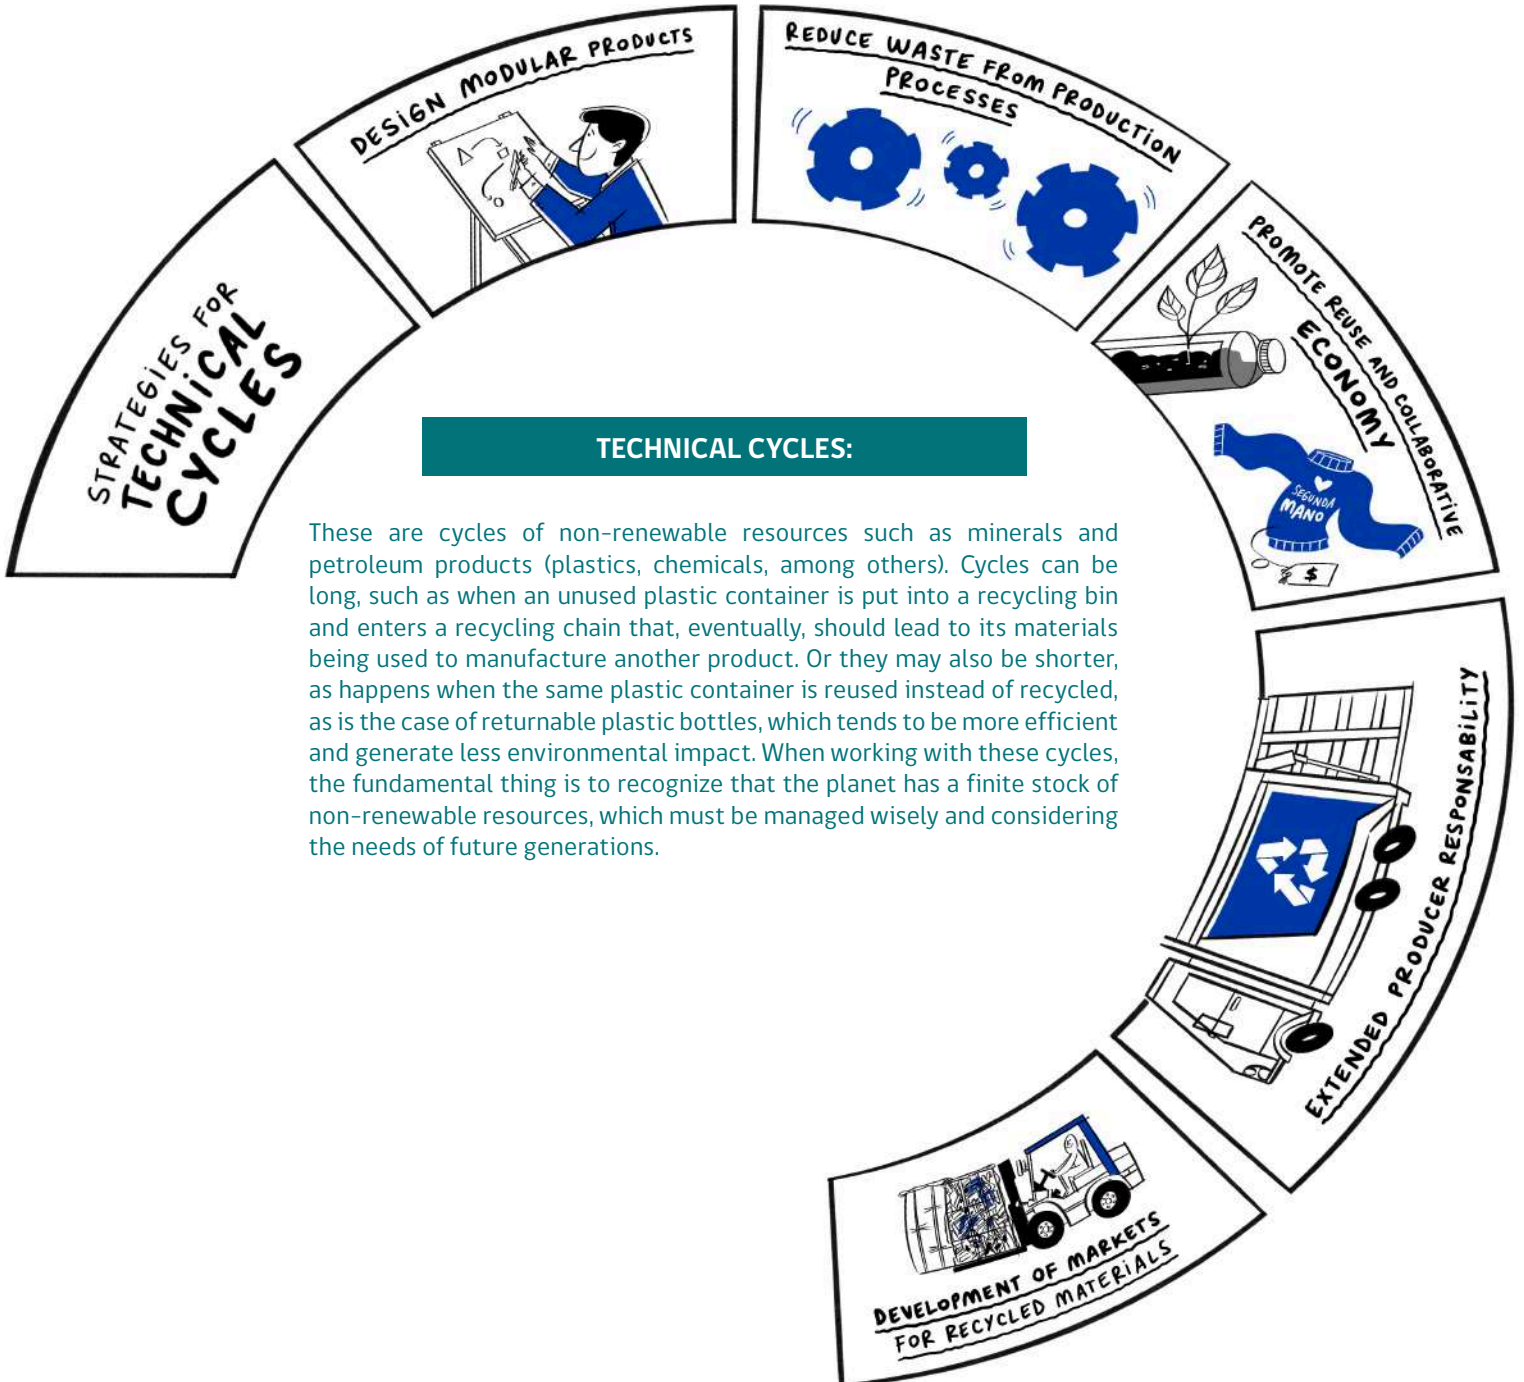 STRATEGIES FOR
TECHNICAL
CYCLES
DESIGN MODULAR PRODUCTS
REDUCE WASTE FROM PRODUCTION
PROCESSES
PROMOTE REUSE AND COLLABORATIVE
ECONOMY
SEGUNDA
MANO
$
EXTENDED PRODUCER RESPONSABILITY
DEVELOPMENT OF MARKETS
FOR RECYCLED MATERIALS
TECHNICAL CYCLES:
These are cycles of non-renewable resources such as minerals and
petroleum products (plastics, chemicals, among others). Cycles can be
long, such as when an unused plastic container is put into a recycling bin
and enters a recycling chain that, eventually, should lead to its materials
being used to manufacture another product. Or they may also be shorter,
as happens when the same plastic container is reused instead of recycled,
as is the case of returnable plastic bottles, which tends to be more efficient
and generate less environmental impact. When working with these cycles,
the fundamental thing is to recognize that the planet has a finite stock of
non-renewable resources, which must be managed wisely and considering
the needs of future generations.